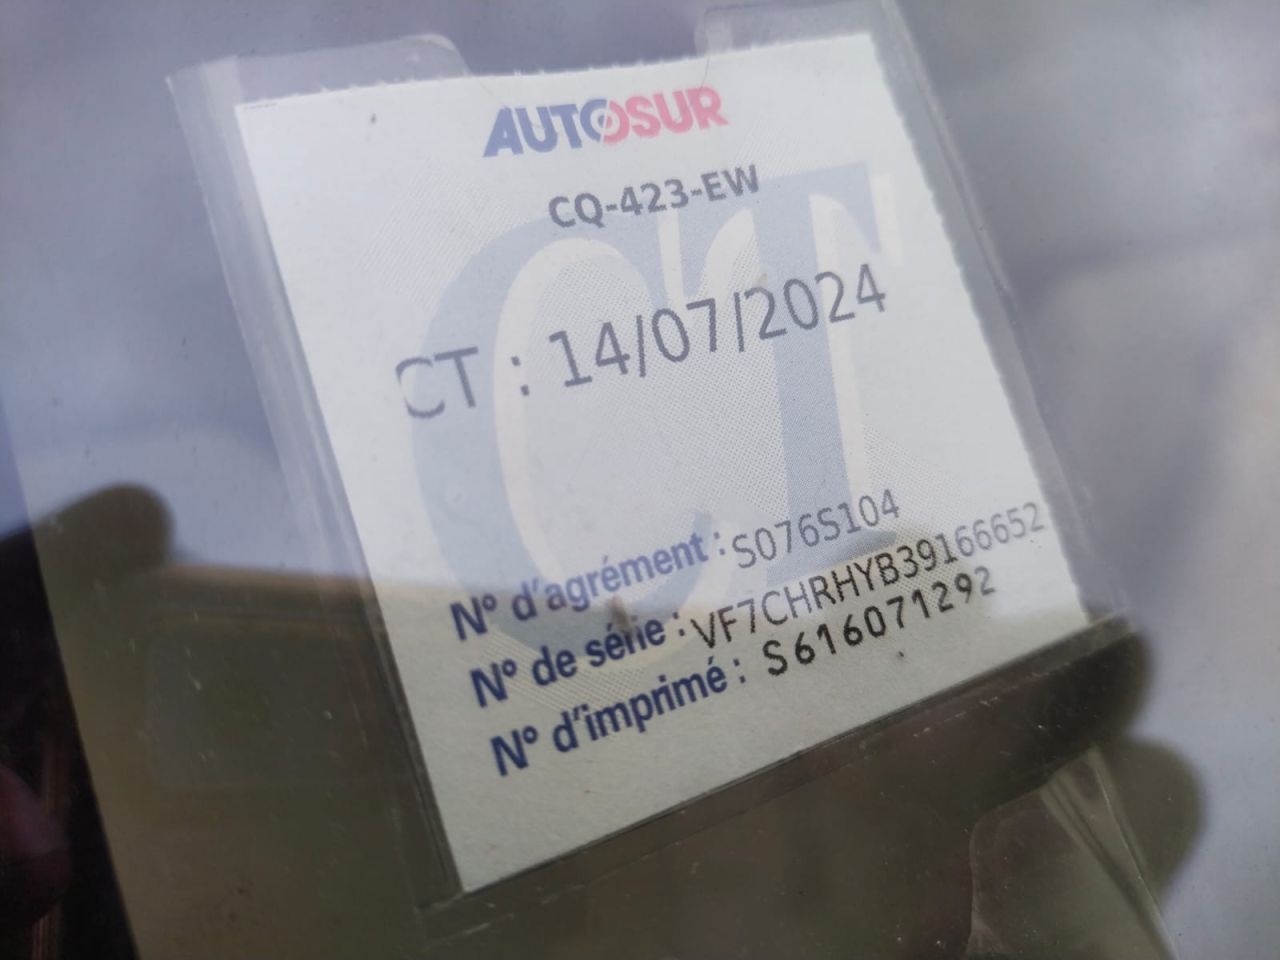 AUTOSUR
CQ-423-EW
CT : 14/07/2024
N° d'agrément : S076S104
N° de série : VF7CHRHYB39166652
N° d'imprimé : S616071292